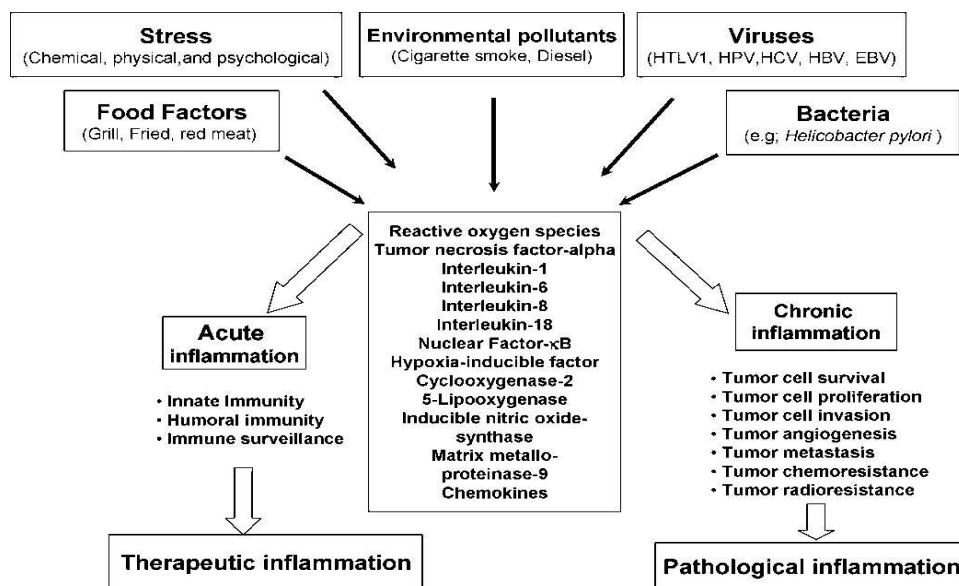 Stress
(Chemical, physical,and psychological)
Environmental pollutants
(Cigarette smoke, Diesel)
Viruses
(HTLV1, HPV,HCV, HBV, EBV)
Food Factors
(Grill, Fried, red meat)
Bacteria
(e.g; Helicobacter pylori )
Reactive oxygen species
Tumor necrosis factor-alpha
Interleukin-1
Interleukin-6
Interleukin-8
Interleukin-18
Nuclear Factor-κB
Hypoxia-inducible factor
Cyclooxygenase-2
5-Lipooxygenase
Inducible nitric oxide-
synthase
Matrix metallo-
proteinase-9
Chemokines
Acute
inflammation
• Innate Immunity
• Humoral immunity
• Immune surveillance
Therapeutic inflammation
Chronic
inflammation
• Tumor cell survival
• Tumor cell proliferation
• Tumor cell invasion
• Tumor angiogenesis
• Tumor metastasis
• Tumor chemoresistance
• Tumor radioresistance
Pathological inflammation